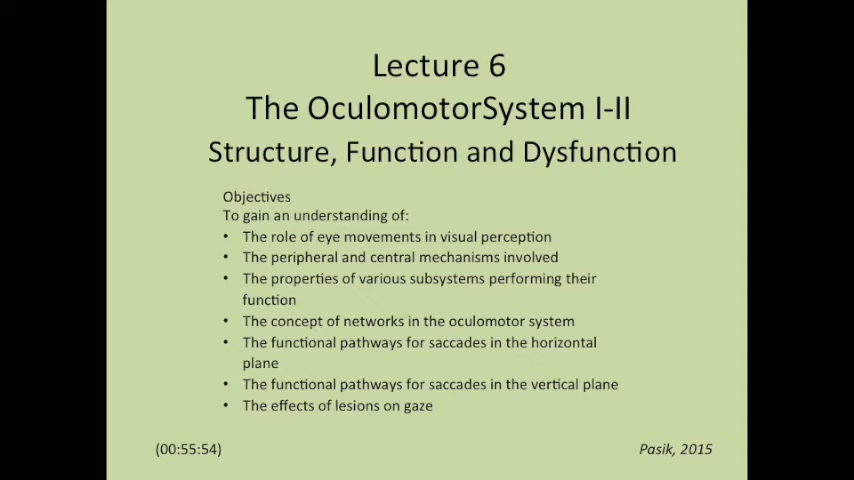 Lecture 6
The OculomotorSystem I-II
Structure, Function and Dysfunction
Objectives
To gain an understanding of:
• The role of eye movements in visual perception
• The peripheral and central mechanisms involved
• The properties of various subsystems performing their
function
• The concept of networks in the oculomotor system
• The functional pathways for saccades in the horizontal
plane
• The functional pathways for saccades in the vertical plane
• The effects of lesions on gaze
(00:55:54)
Pasik, 2015